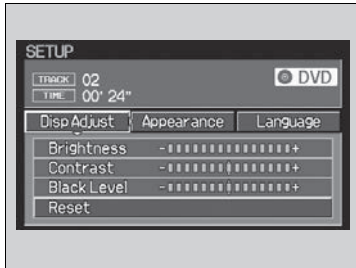 SETUP
TRACK 02 DVD
TIME 00' 24"
Disp Adjust Appearance Language
Brightness - +
Contrast - +
Black Level - +
Reset